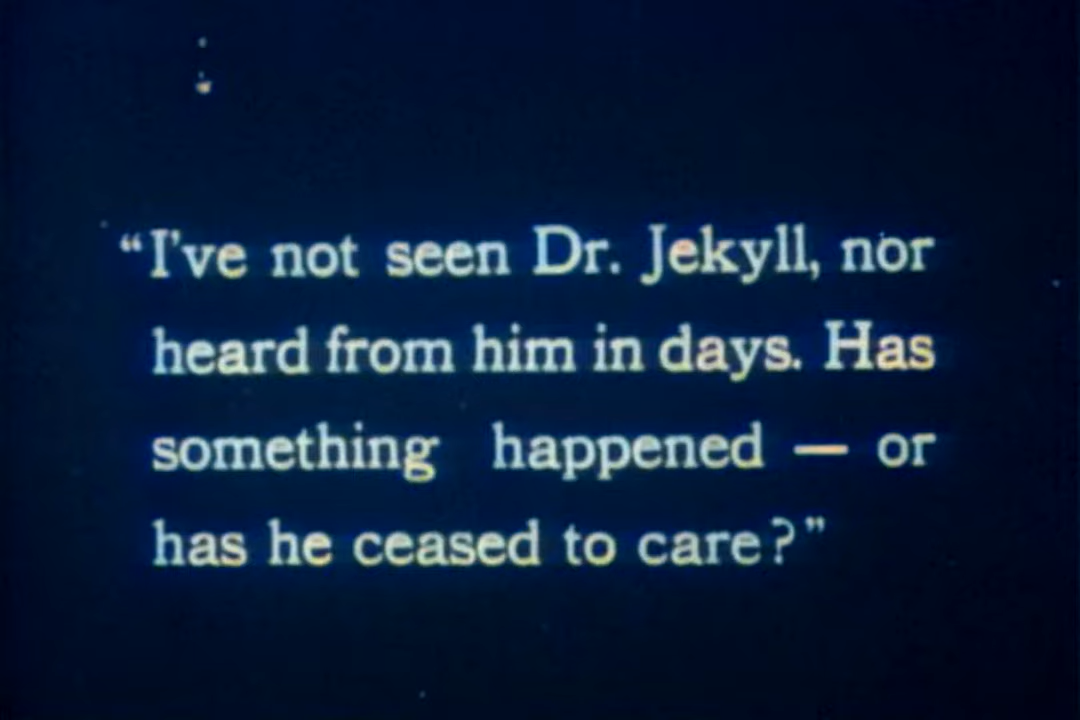 “I've not seen Dr. Jekyll, nor
heard from him in days. Has
something happened — or
has he ceased to care?”